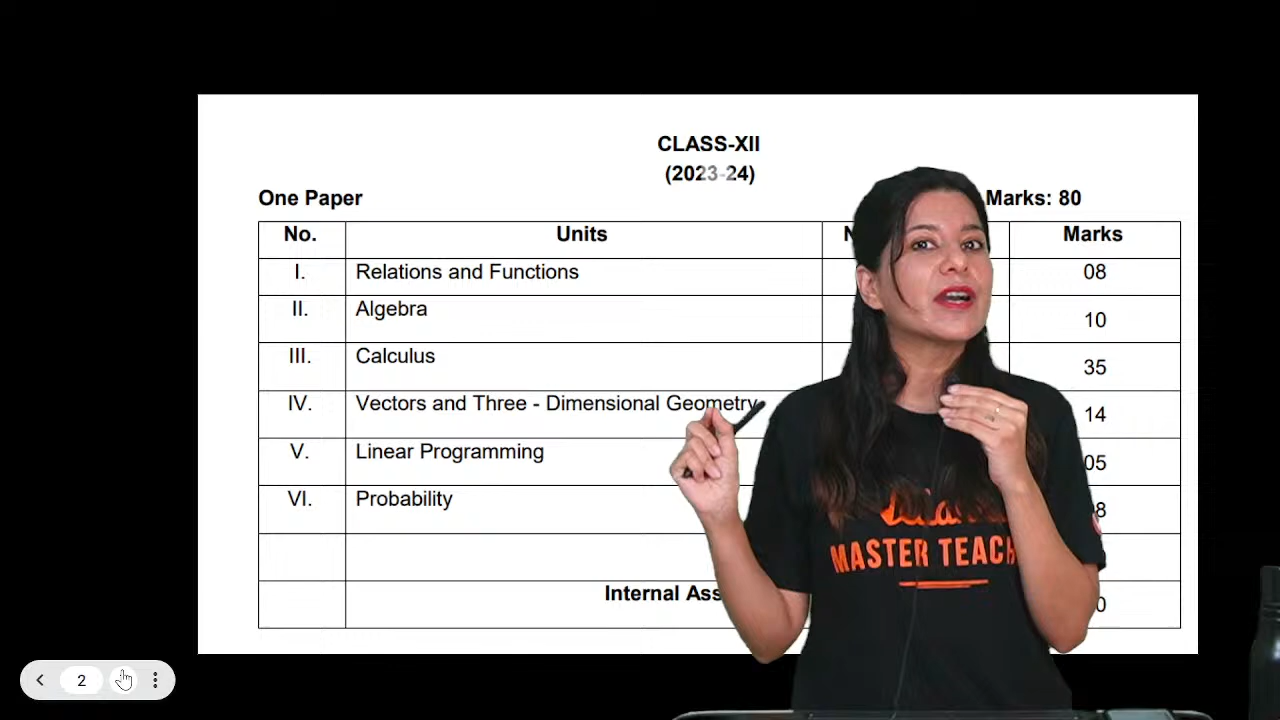 CLASS-XII
(2023-24)
One Paper Marks: 80
No. Units Marks
I. Relations and Functions 08
II. Algebra 10
III. Calculus 35
IV. Vectors and Three - Dimensional Geometry 14
V. Linear Programming 05
VI. Probability 8
Internal Ass
0
MASTER TEACH
2